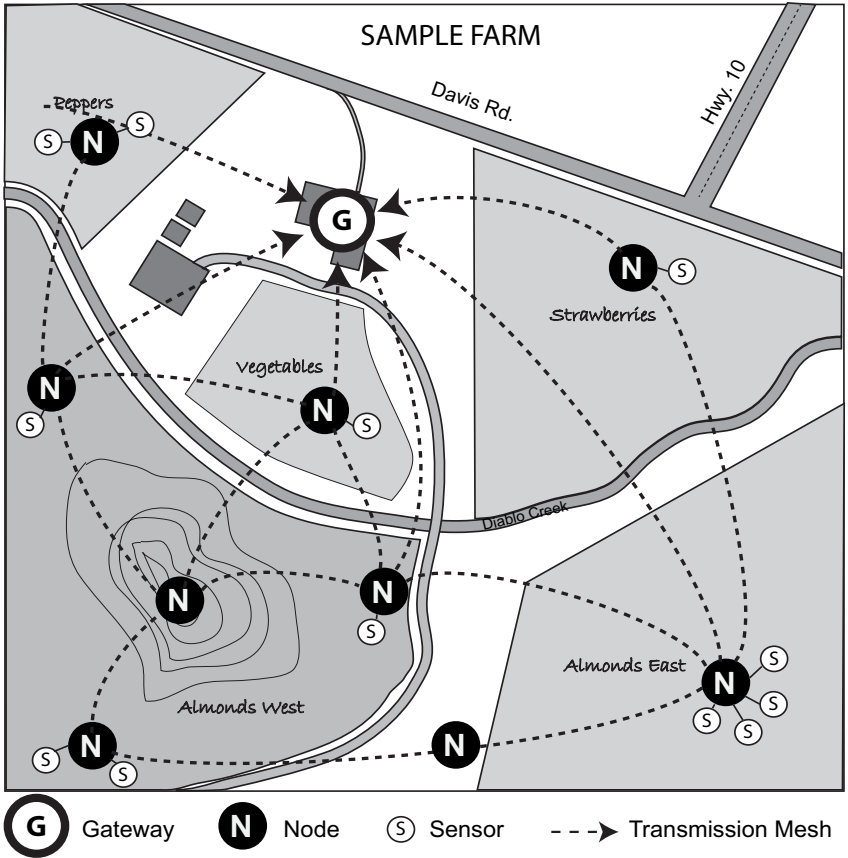 SAMPLE FARM
Davis Rd.
Hwy. 10
Peppers
S
S
N
G
N
S
Strawberries
Vegetables
N
S
N
S
Diablo Creek
N
N
S
Almonds East
N
S
S
S
S
Almonds West
N
S
S
N
G Gateway N Node S Sensor Transmission Mesh